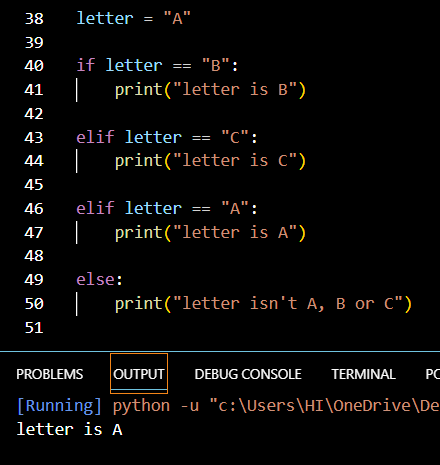 38 letter = "A"
39
40 if letter == "B":
41 print("letter is B")
42
43 elif letter == "C":
44 print("letter is C")
45
46 elif letter == "A":
47 print("letter is A")
48
49 else:
50 print("letter isn't A, B or C")
51
PROBLEMS OUTPUT DEBUG CONSOLE TERMINAL
[Running] python -u "c:\Users\HI\OneDrive\De
letter is A